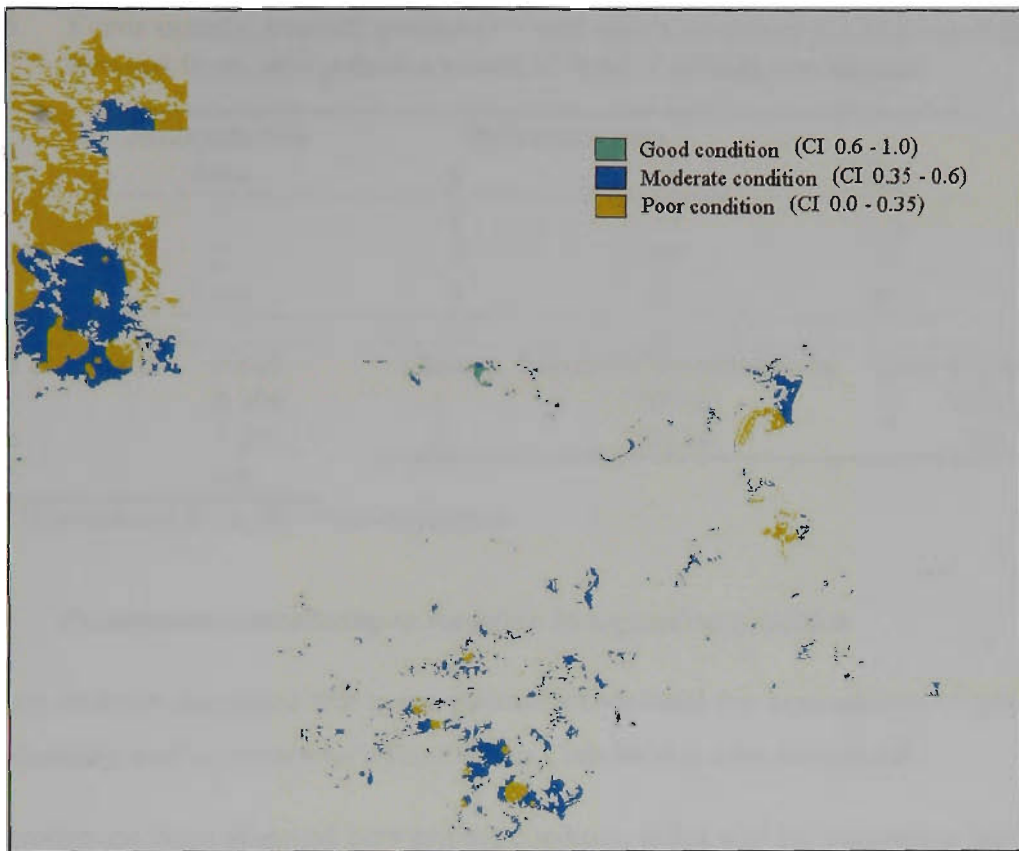 Good condition (CI 0.6 - 1.0)
Moderate condition (CI 0.35 - 0.6)
Poor condition (CI 0.0 - 0.35)